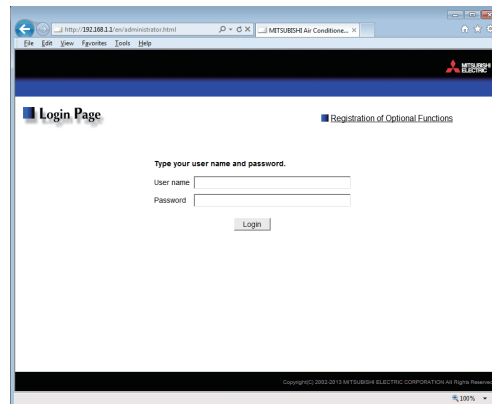 http://192.168.1.1/en/administrator.html
MITSUBISHI Air Conditione...
File Edit View Favorites Tools Help
MITSUBISHI
ELECTRIC
Login Page
Registration of Optional Functions
Type your user name and password.
User name
Password
Login
Copyright(C) 2002-2013 MITSUBISHI ELECTRIC CORPORATION All Rights Reserved
100%